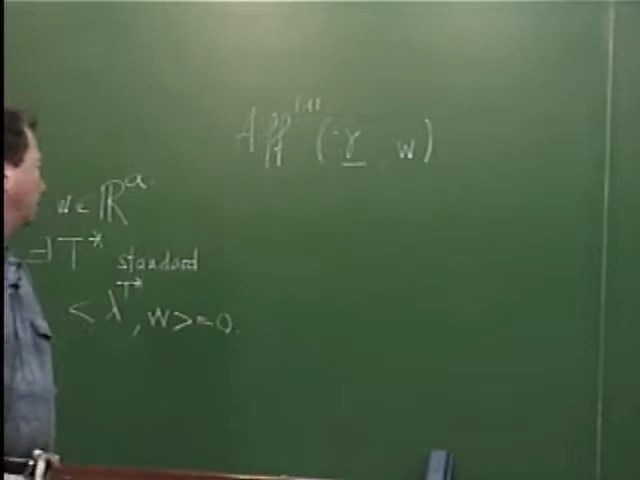 (γ w)
w ∈ ℝ
∃ T* standard
< λ^T*, w > = 0.